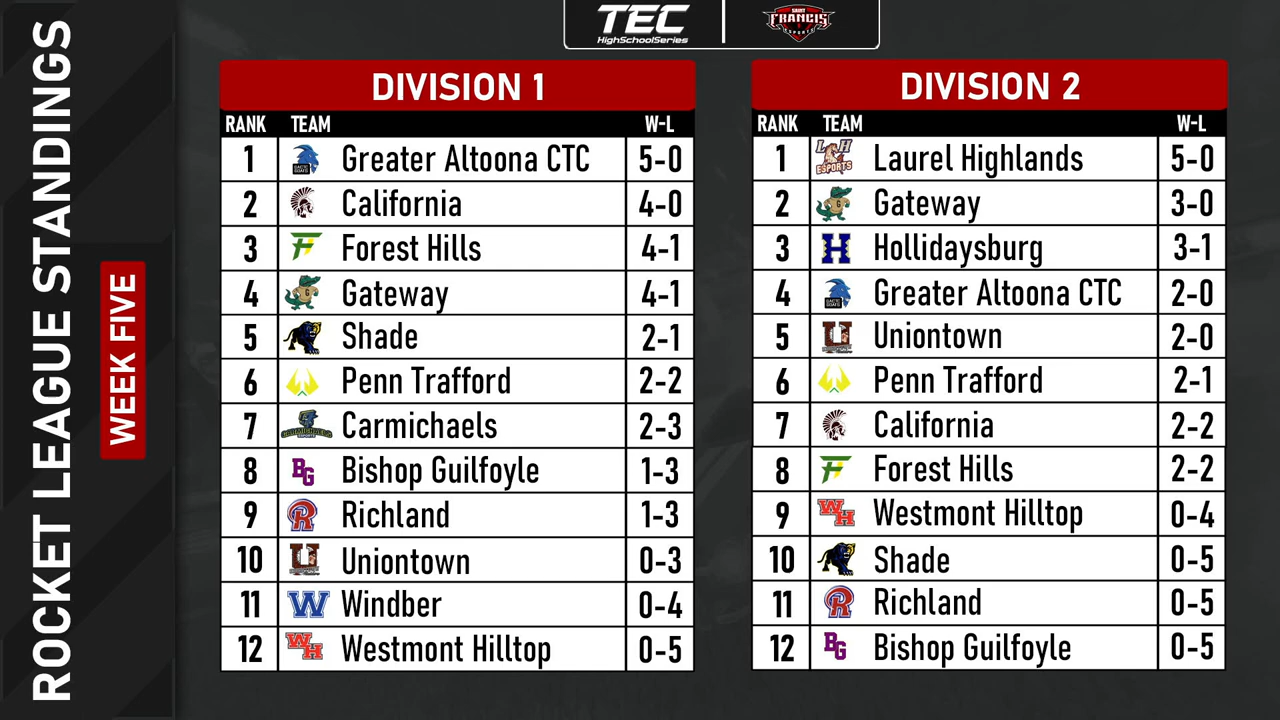 TEC
HighSchoolSeries
SAINT
FRANCIS
ESPORTS
ROCKET LEAGUE STANDINGS
WEEK FIVE
DIVISION 1
RANK TEAM W-L
1 Greater Altoona CTC 5-0
2 California 4-0
3 Forest Hills 4-1
4 Gateway 4-1
5 Shade 2-1
6 Penn Trafford 2-2
7 Carmichaels 2-3
8 BG Bishop Guilfoyle 1-3
9 R Richland 1-3
10 U Uniontown 0-3
11 W Windber 0-4
12 WH Westmont Hilltop 0-5
DIVISION 2
RANK TEAM W-L
1 LH ESPORTS Laurel Highlands 5-0
2 Gateway 3-0
3 H Hollidaysburg 3-1
4 Greater Altoona CTC 2-0
5 U Uniontown 2-0
6 Penn Trafford 2-1
7 California 2-2
8 Forest Hills 2-2
9 WH Westmont Hilltop 0-4
10 Shade 0-5
11 R Richland 0-5
12 BG Bishop Guilfoyle 0-5